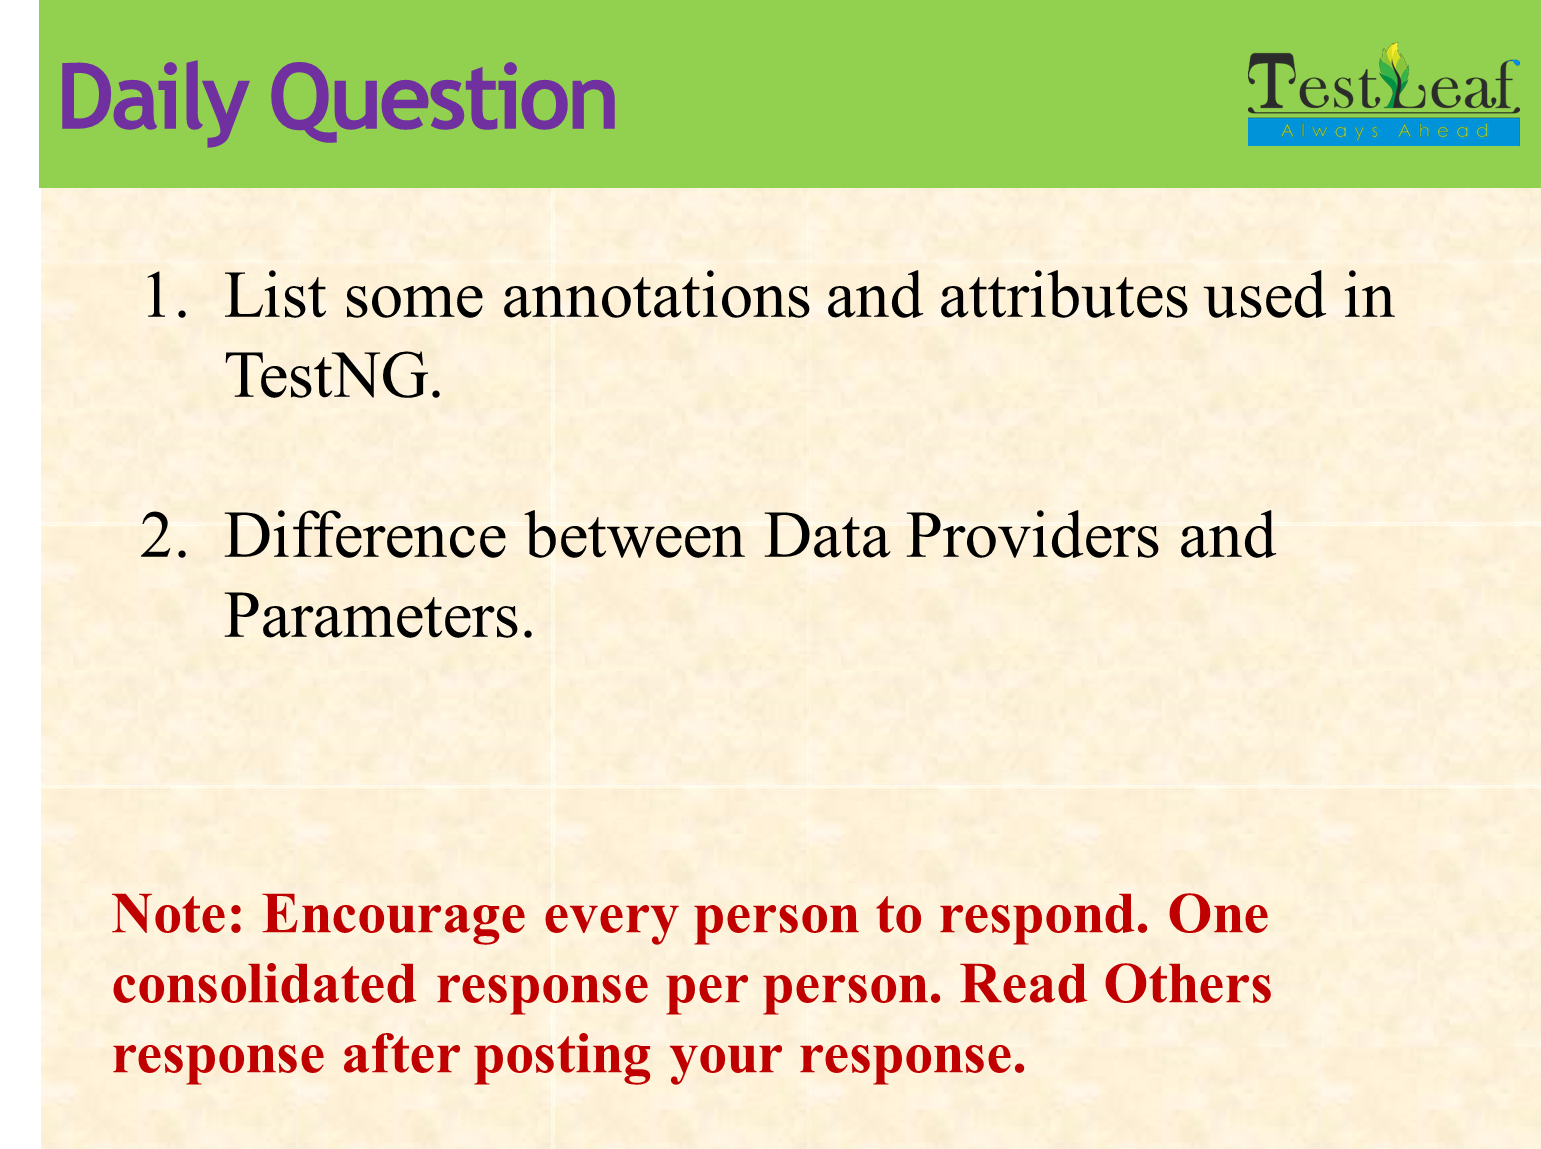 Daily Question
TestLeaf
Always Ahead
1. List some annotations and attributes used in
TestNG.
2. Difference between Data Providers and
Parameters.
Note: Encourage every person to respond. One
consolidated response per person. Read Others
response after posting your response.